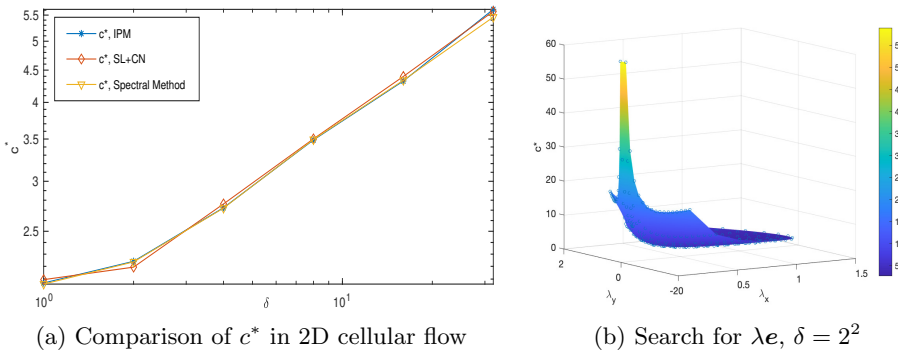 5.5
4.5
4
3.5
3
2.5
c*
10^0
δ
10^1
c*, IPM
c*, SL+CN
c*, Spectral Method
60
50
40
30
20
10
0
c*
2
0
-2
0
0.5
1
1.5
λ_y
λ_x
(a) Comparison of c* in 2D cellular flow
(b) Search for λe, δ = 2^2